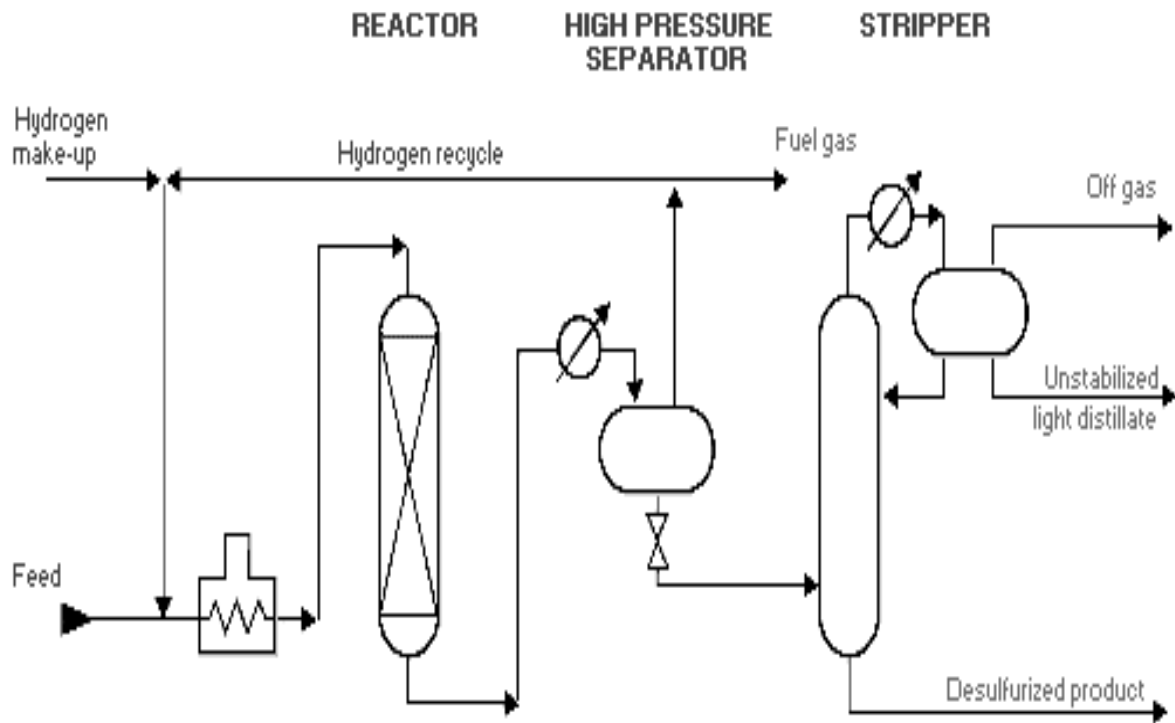 REACTOR
HIGH PRESSURE
SEPARATOR
STRIPPER
Hydrogen
make-up
Hydrogen recycle
Fuel gas
Off gas
Unstabilized
light distillate
Feed
Desulfurized product